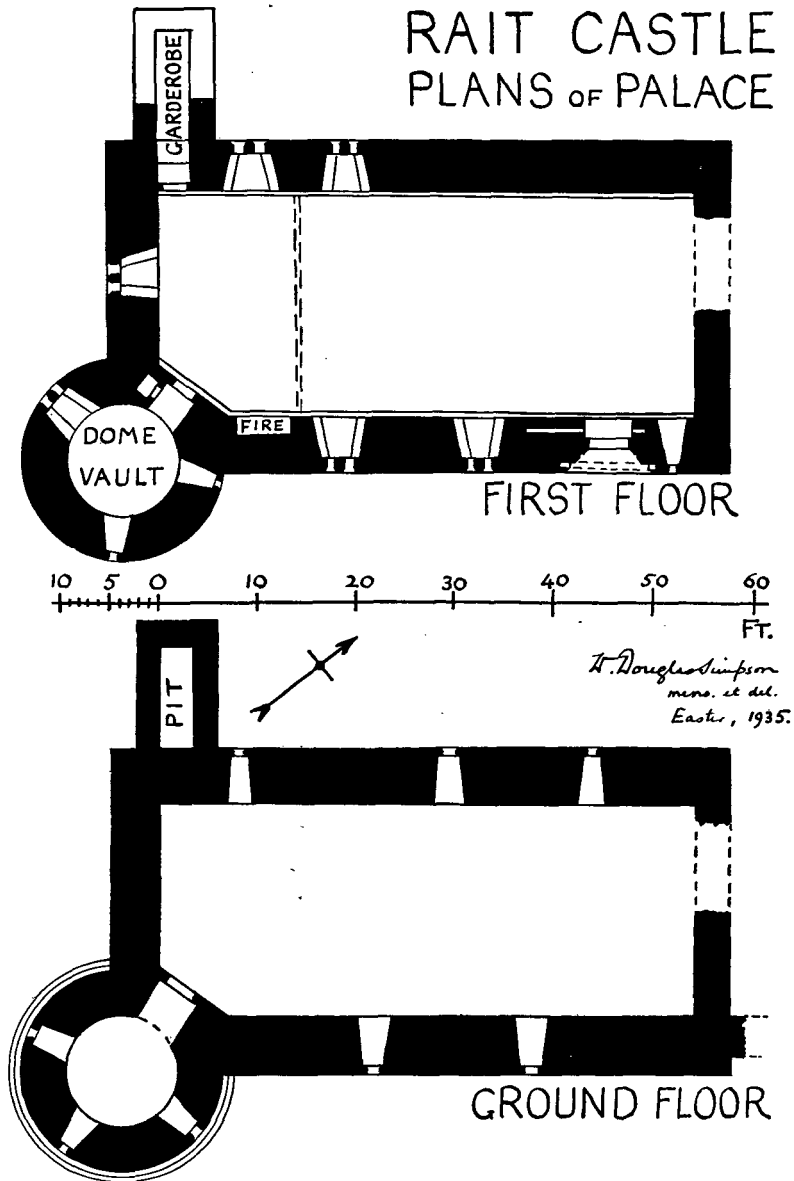 RAIT CASTLE
PLANS OF PALACE
GARDEROBE
FIRE
DOME
VAULT
FIRST FLOOR
10 5 0 10 20 30 40 50 60
FT.
PIT
W. Douglas Simpson
mens. et del.
Easter, 1935.
GROUND FLOOR